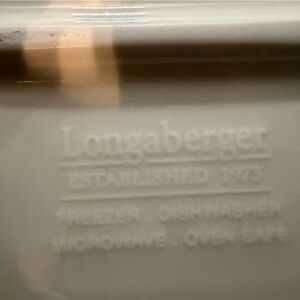 Longaberger
ESTABLISHED 1973
FREEZER . DISHWASHER
MICROWAVE . OVEN SAFE